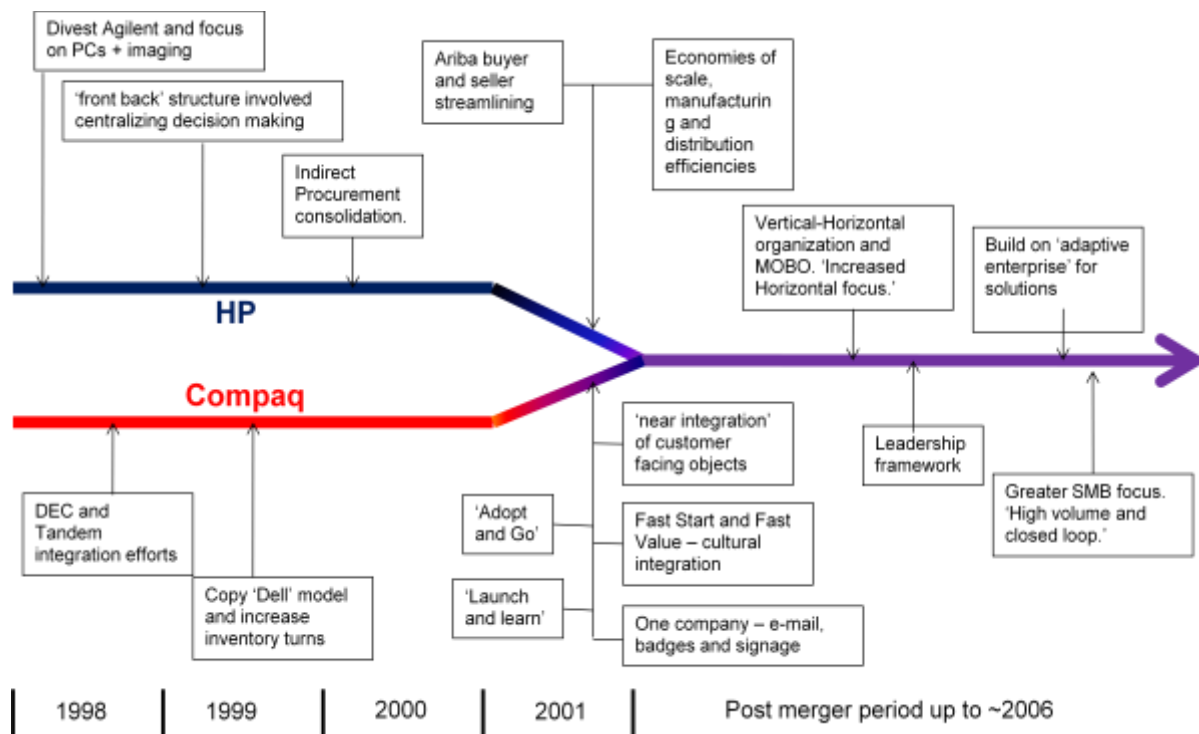 Divest Agilent and focus
on PCs + imaging
'front back' structure involved
centralizing decision making
Indirect
Procurement
consolidation.
Ariba buyer
and seller
streamlining
Economies of
scale,
manufacturin
g and
distribution
efficiencies
Vertical-Horizontal
organization and
MOBO. 'Increased
Horizontal focus.'
Build on 'adaptive
enterprise' for
solutions
HP
Compaq
DEC and
Tandem
integration efforts
Copy 'Dell' model
and increase
inventory turns
'near integration'
of customer
facing objects
'Adopt
and Go'
Fast Start and Fast
Value – cultural
integration
'Launch
and learn'
One company – e-mail,
badges and signage
Leadership
framework
Greater SMB focus.
'High volume and
closed loop.'
1998
1999
2000
2001
Post merger period up to ~2006